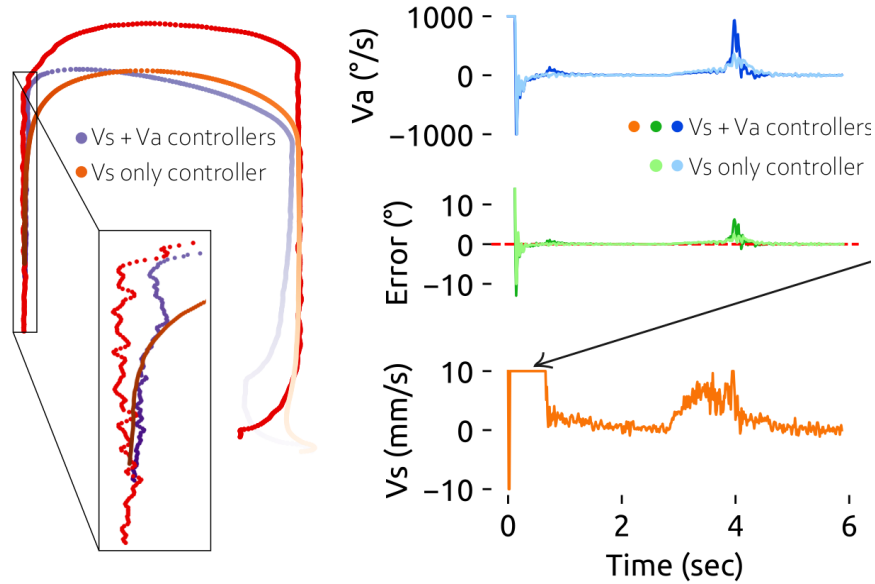 Vs + Va controllers
Vs only controller
Va (°/s)
1000
0
−1000
Vs + Va controllers
Vs only controller
Error (°)
10
0
−10
Vs (mm/s)
10
0
−10
0
2
4
6
Time (sec)